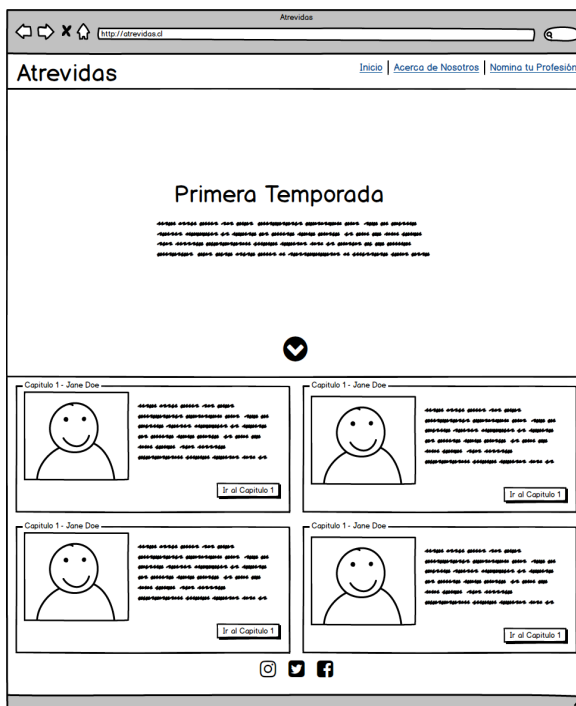 Atrevidas
http://atrevidas.cl
Atrevidas
Inicio | Acerca de Nosotros | Nomina tu Profesión
Primera Temporada
Capitulo 1 - Jane Doe
Ir al Capitulo 1
Capitulo 1 - Jane Doe
Ir al Capitulo 1
Capitulo 1 - Jane Doe
Ir al Capitulo 1
Capitulo 1 - Jane Doe
Ir al Capitulo 1